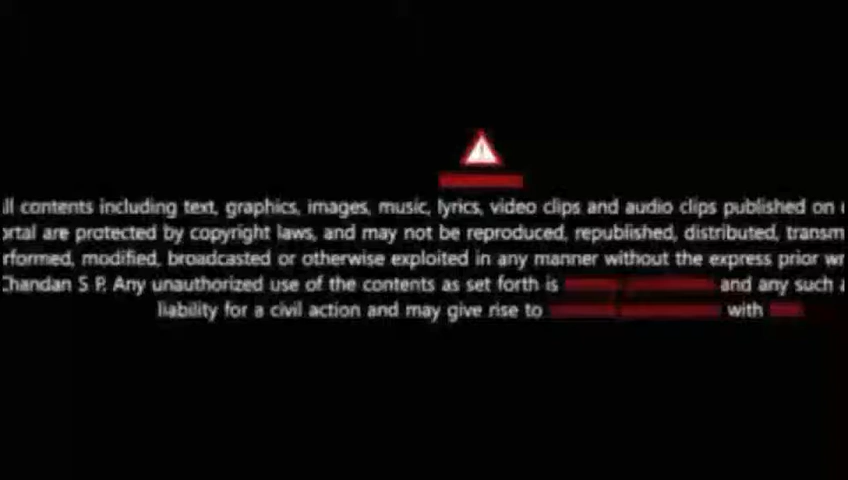 ll contents including text, graphics, images, music, lyrics, video clips and audio clips published on
rtal are protected by copyright laws, and may not be reproduced, republished, distributed, transm
rformed, modified, broadcasted or otherwise exploited in any manner without the express prior wr
Chandan S P. Any unauthorized use of the contents as set forth is and any such
liability for a civil action and may give rise to with